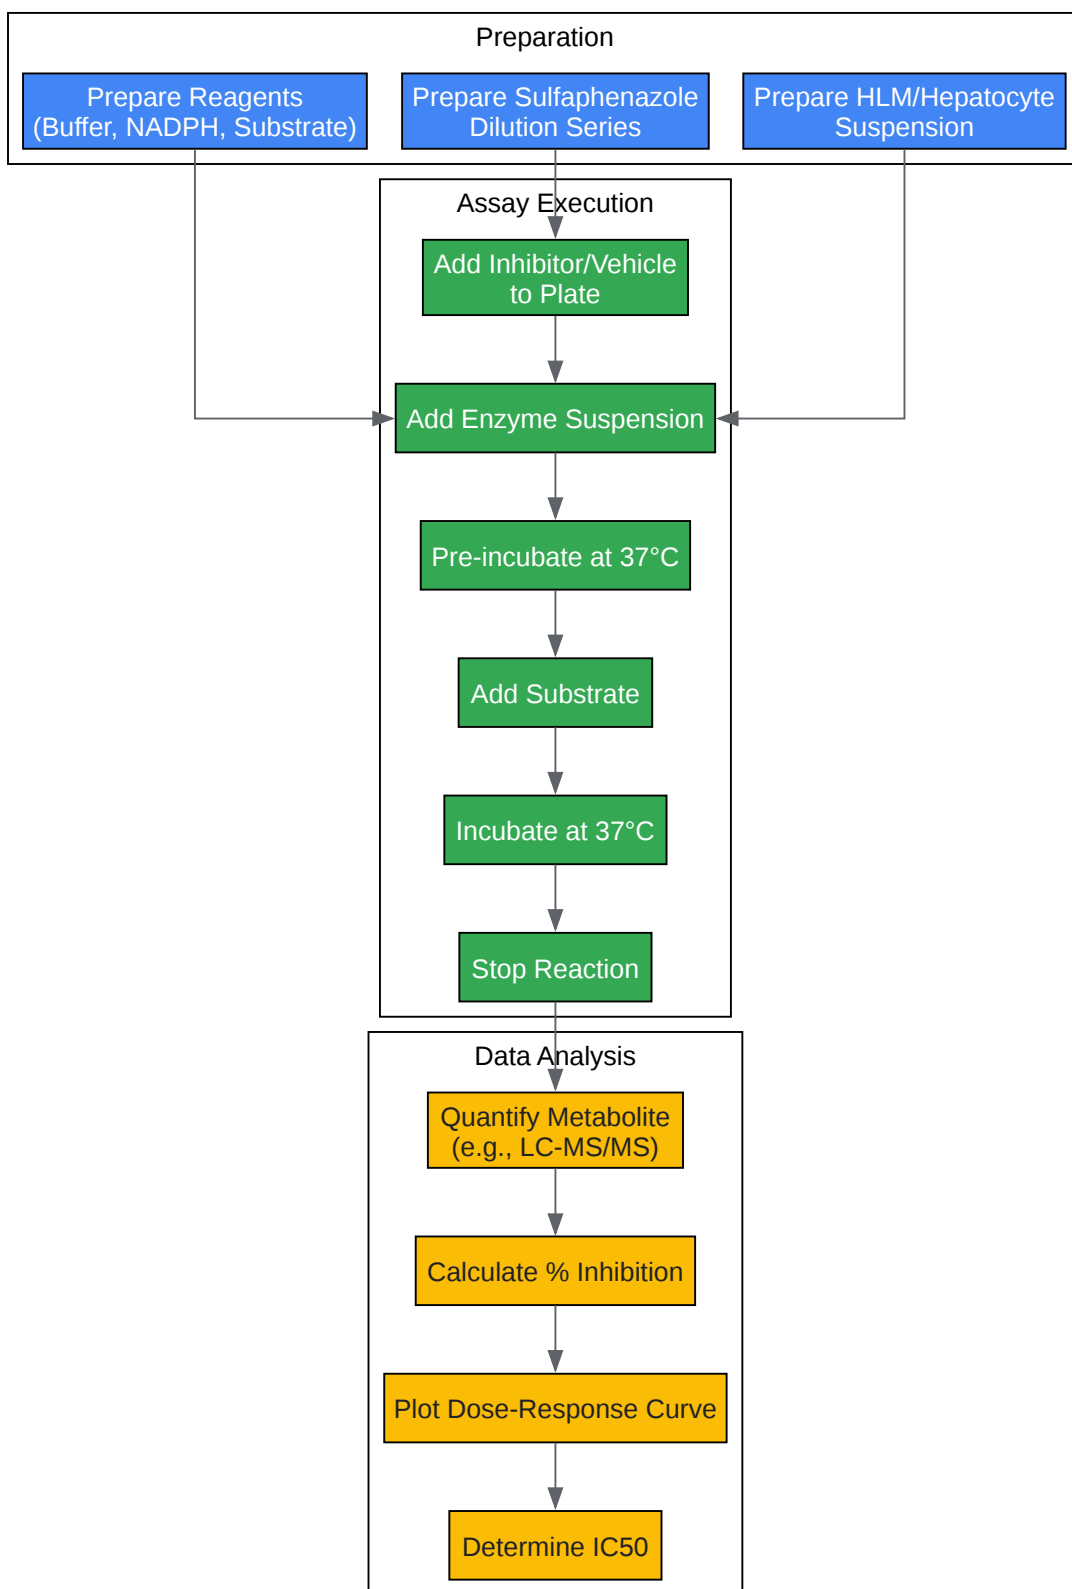 Preparation
Prepare Reagents
(Buffer, NADPH, Substrate)
Prepare Sulfaphenazole
Dilution Series
Prepare HLM/Hepatocyte
Suspension
Assay Execution
Add Inhibitor/Vehicle
to Plate
Add Enzyme Suspension
Pre-incubate at 37°C
Add Substrate
Incubate at 37°C
Stop Reaction
Data Analysis
Quantify Metabolite
(e.g., LC-MS/MS)
Calculate % Inhibition
Plot Dose-Response Curve
Determine IC50